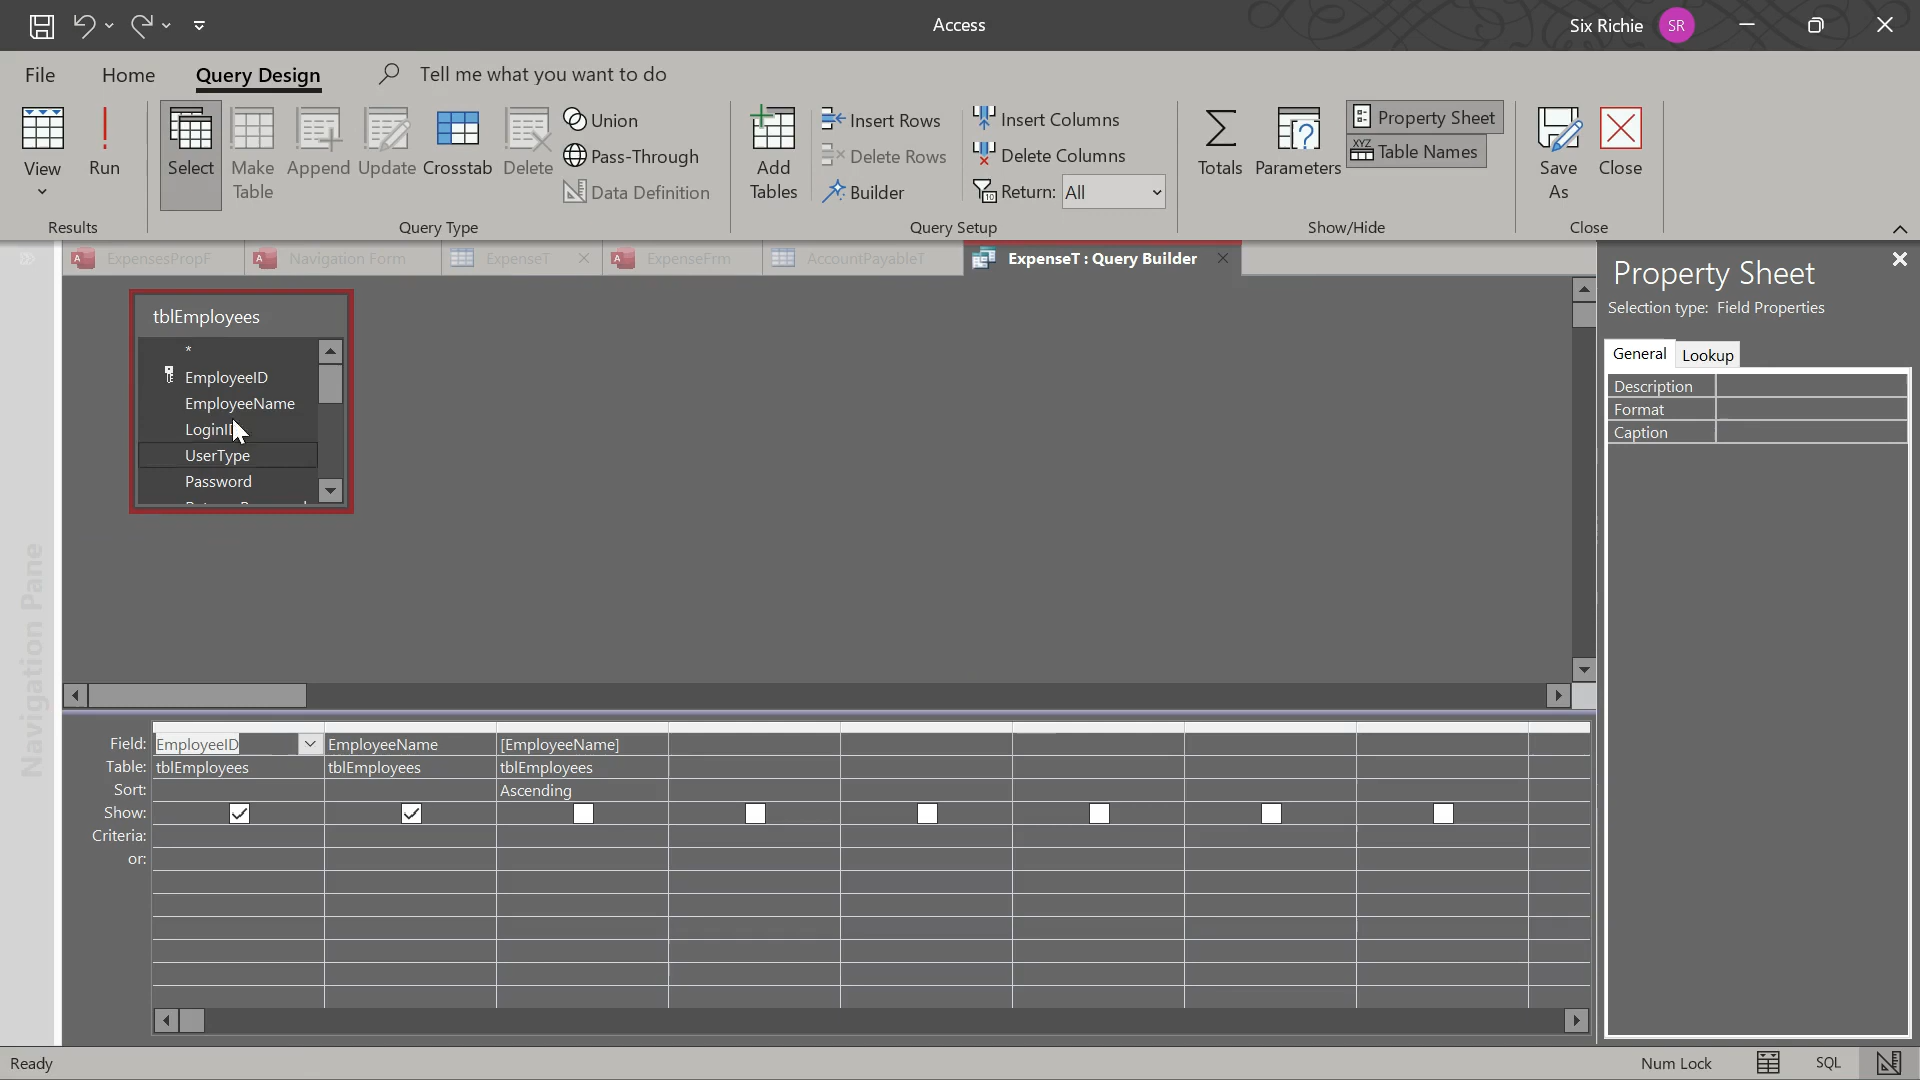 Access
Six Richie SR
File Home Query Design Tell me what you want to do
View Run Select Make Table Append Update Crosstab Delete
Union
Pass-Through
Data Definition
Add Tables
Insert Rows
Delete Rows
Builder
Insert Columns
Delete Columns
10 Return: All
Totals Parameters
Property Sheet
XYZ Table Names
Save As Close
Results Query Type Query Setup Show/Hide Close
ExpensesPropF Navigation Form ExpenseT ExpenseFrm AccountPayableT ExpenseT : Query Builder
Navigation Pane
tblEmployees
*
EmployeeID
EmployeeName
LoginI
UserType
Password
Property Sheet
Selection type: Field Properties
General Lookup
Description
Format
Caption
Field: EmployeeID EmployeeName [EmployeeName]
Table: tblEmployees tblEmployees tblEmployees
Sort: Ascending
Show:
Criteria:
or:
Ready Num Lock SQL